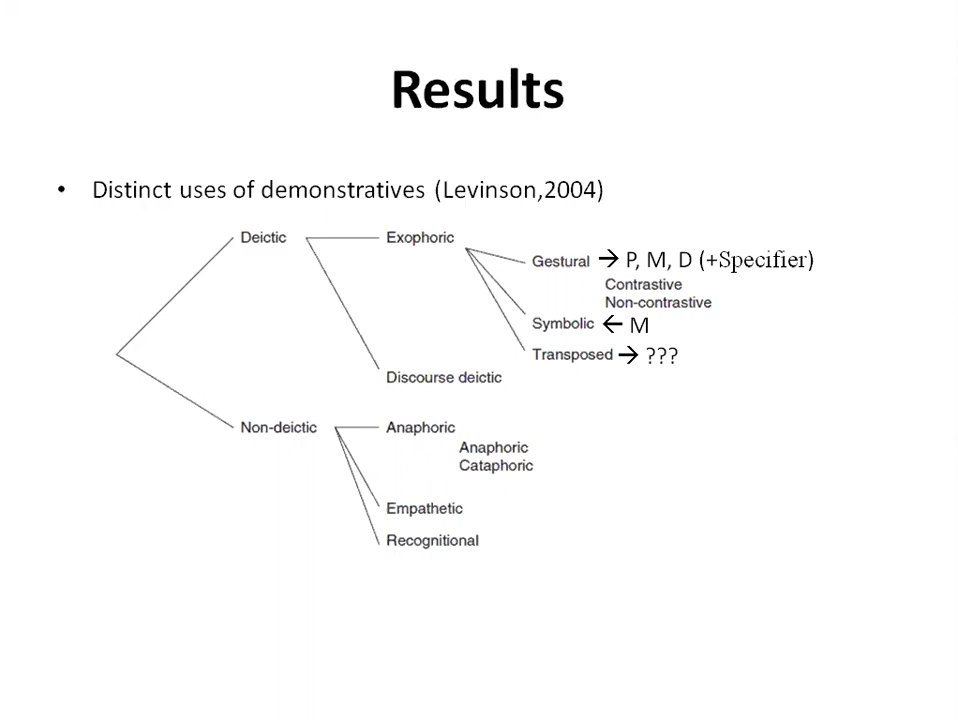 Results
• Distinct uses of demonstratives (Levinson,2004)
Deictic
Exophoric
Gestural → P, M, D (+Specifier)
Contrastive
Non-contrastive
Symbolic ← M
Transposed → ???
Discourse deictic
Non-deictic
Anaphoric
Anaphoric
Cataphoric
Empathetic
Recognitional